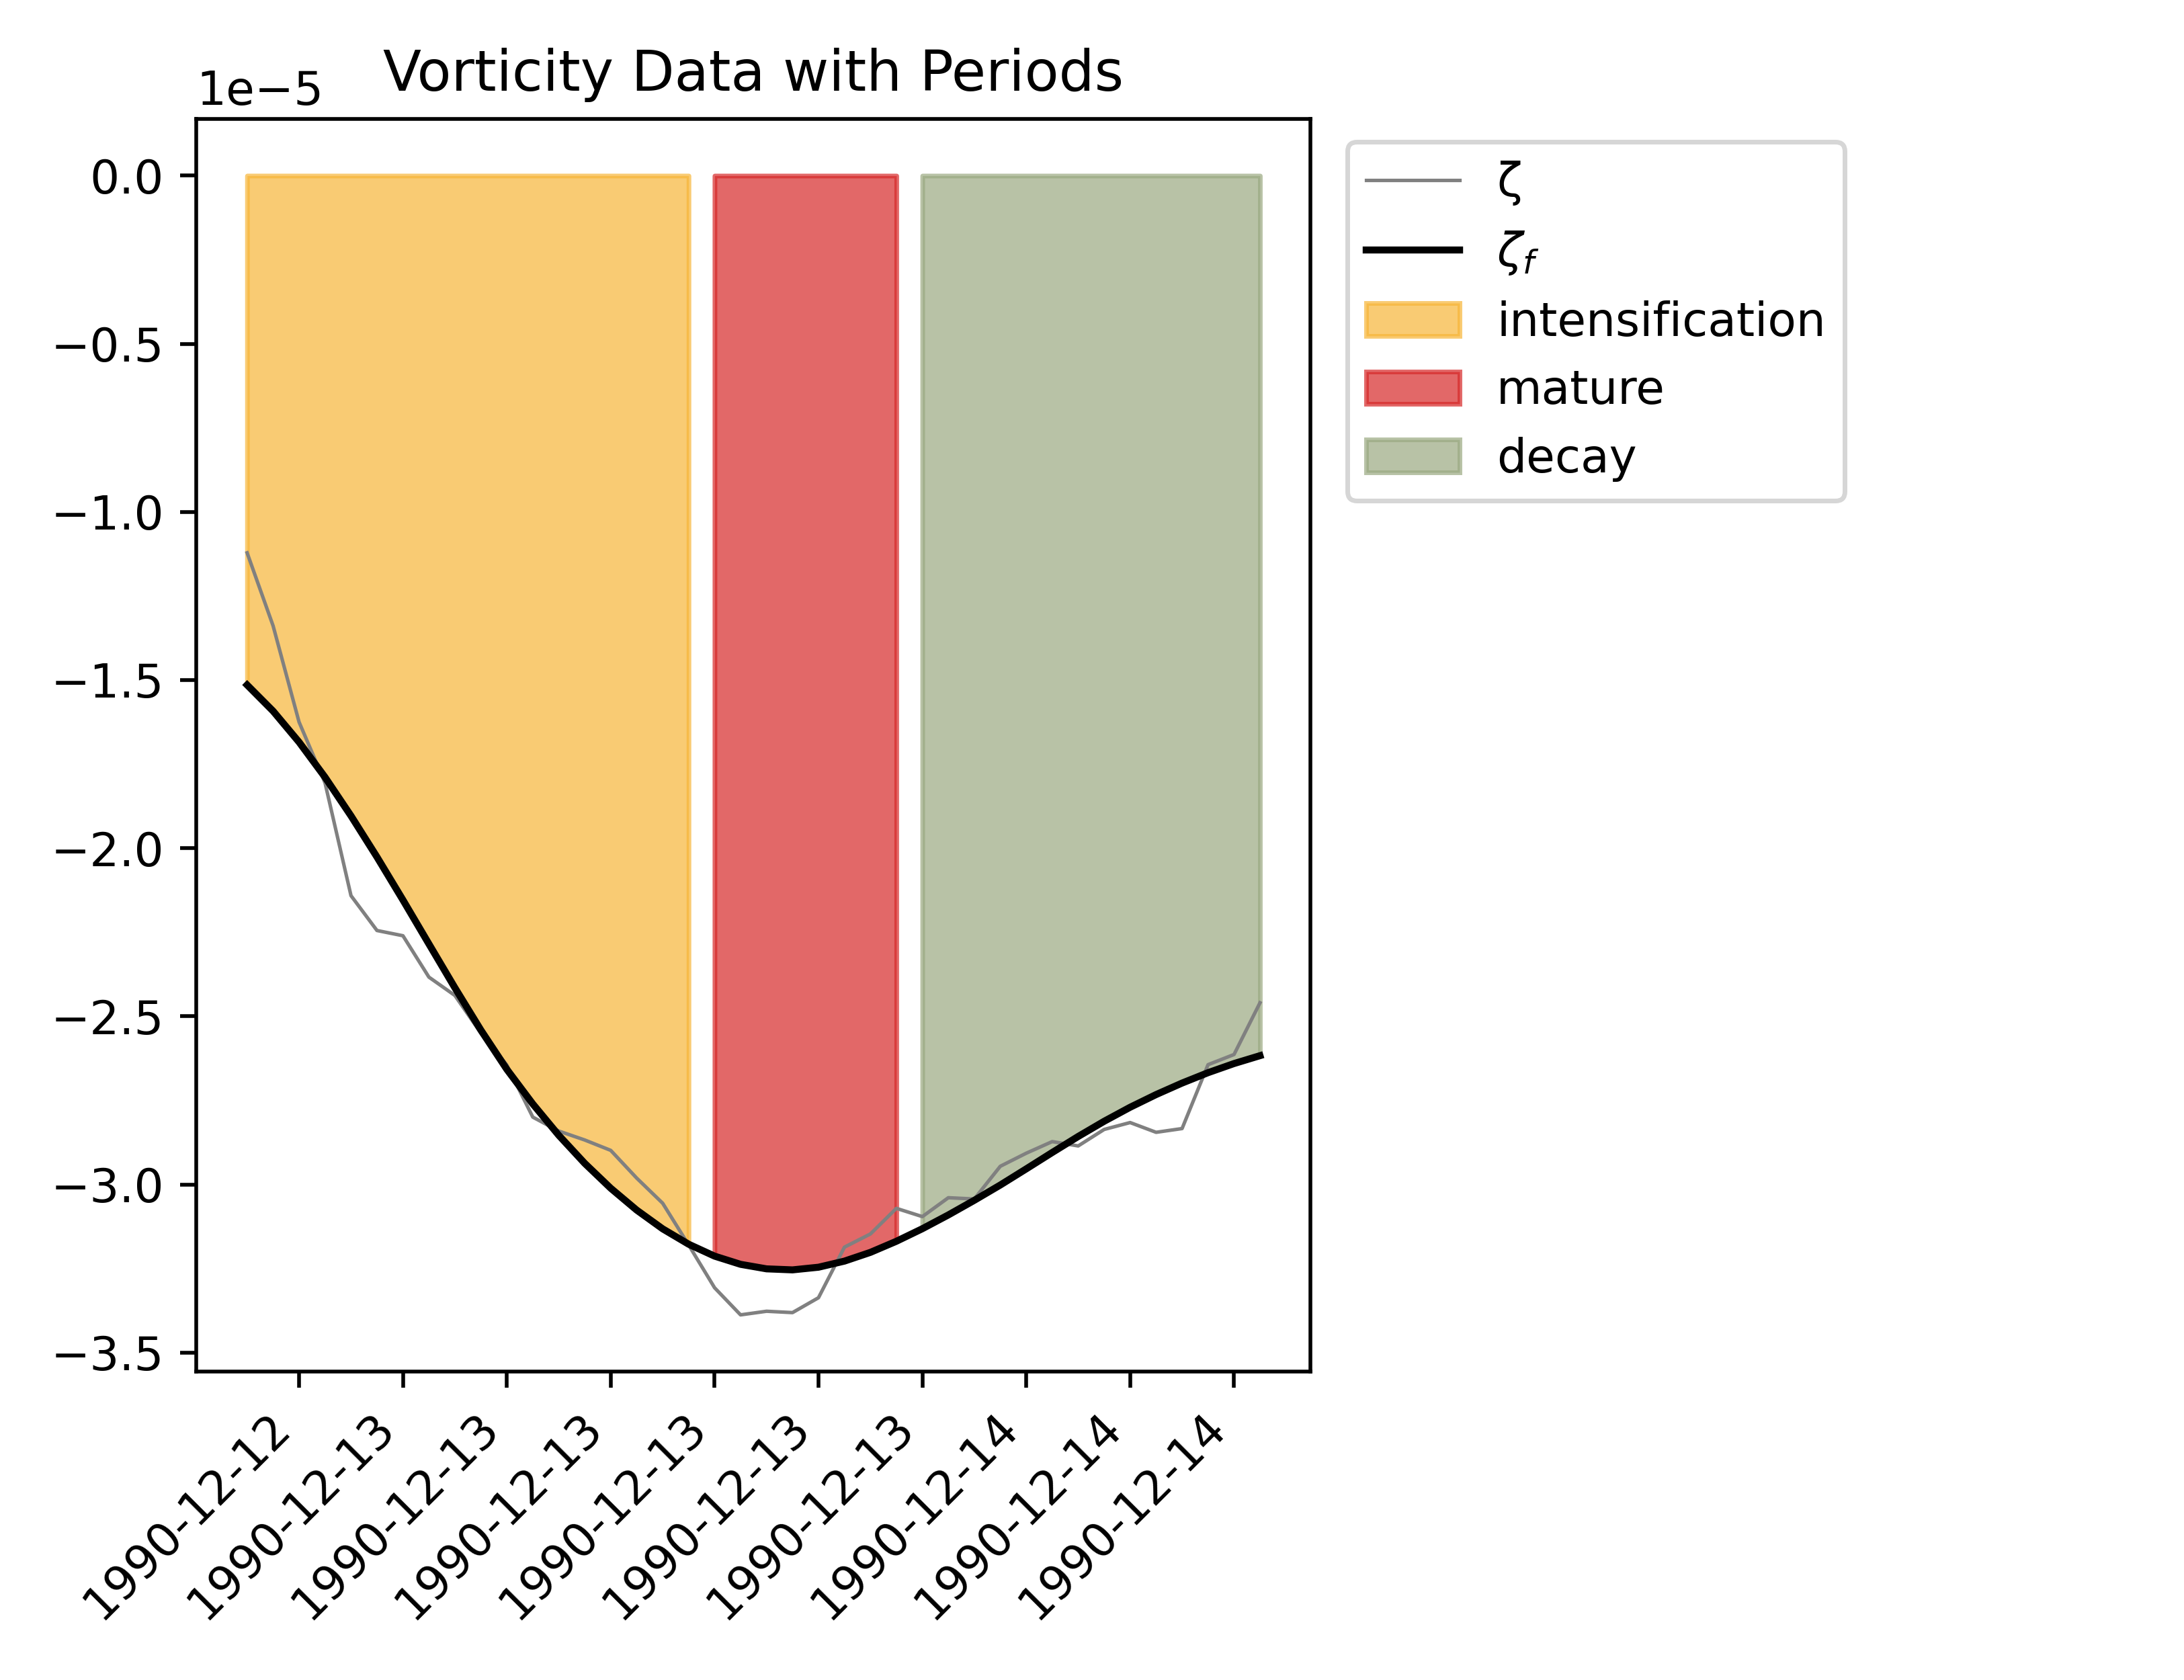 Vorticity Data with Periods
1e−5
0.0
−0.5
−1.0
−1.5
−2.0
−2.5
−3.0
−3.5
1990-12-12
1990-12-13
1990-12-13
1990-12-13
1990-12-13
1990-12-13
1990-12-13
1990-12-14
1990-12-14
1990-12-14
ζ
ζf
intensification
mature
decay